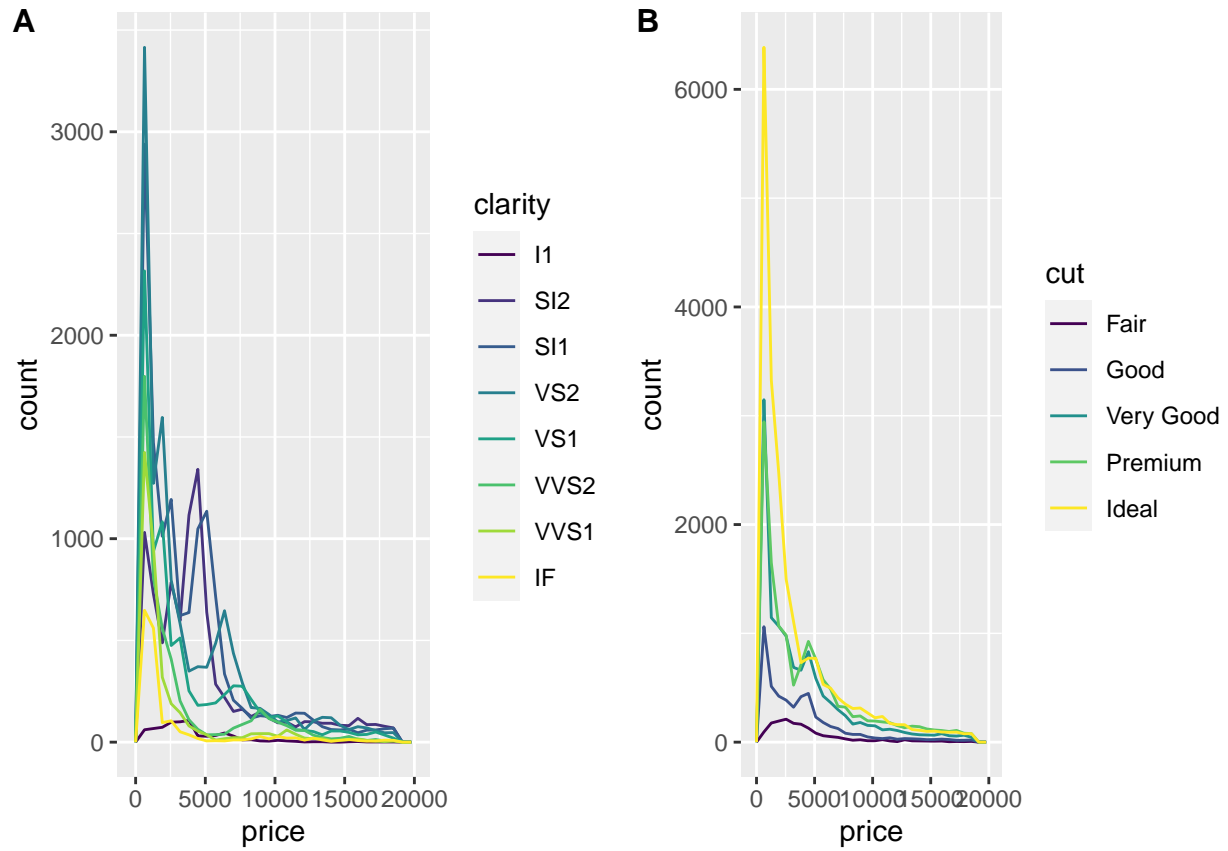 A
3000
2000
1000
0
count
0 5000 10000 15000 20000
price
clarity
I1
SI2
SI1
VS2
VS1
VVS2
VVS1
IF
B
6000
4000
2000
0
count
0 5000 10000 15000 20000
price
cut
Fair
Good
Very Good
Premium
Ideal